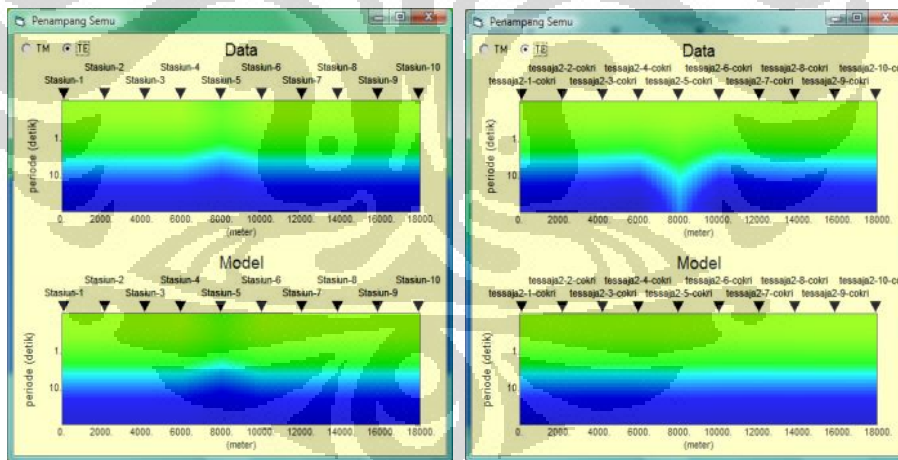 Penampang Semu
TM TE
Data
Stasiun-2 Stasiun-4 Stasiun-6 Stasiun-8 Stasiun-10
Stasiun-1 Stasiun-3 Stasiun-5 Stasiun-7 Stasiun-9
periode (detik)
1.
10.
0. 2000. 4000. 6000. 8000. 10000. 12000. 14000. 16000. 18000.
(meter)
Model
Stasiun-2 Stasiun-4 Stasiun-6 Stasiun-8 Stasiun-10
Stasiun-1 Stasiun-3 Stasiun-5 Stasiun-7 Stasiun-9
periode (detik)
1.
10.
0. 2000. 4000. 6000. 8000. 10000. 12000. 14000. 16000. 18000.
(meter)
Penampang Semu
TM TE
Data
tessaja2-2-cokri tessaja2-4-cokri tessaja2-6-cokri tessaja2-8-cokri tessaja2-10-co
tessaja2-1-cokri tessaja2-3-cokri tessaja2-5-cokri tessaja2-7-cokri tessaja2-9-cokri
periode (detik)
1.
10.
0. 2000. 4000. 6000. 8000. 10000. 12000. 14000. 16000. 18000.
(meter)
Model
tessaja2-2-cokri tessaja2-4-cokri tessaja2-6-cokri tessaja2-8-cokri tessaja2-10-co
tessaja2-1-cokri tessaja2-3-cokri tessaja2-5-cokri tessaja2-7-cokri tessaja2-9-cokri
periode (detik)
1.
10.
0. 2000. 4000. 6000. 8000. 10000. 12000. 14000. 16000. 18000.
(meter)